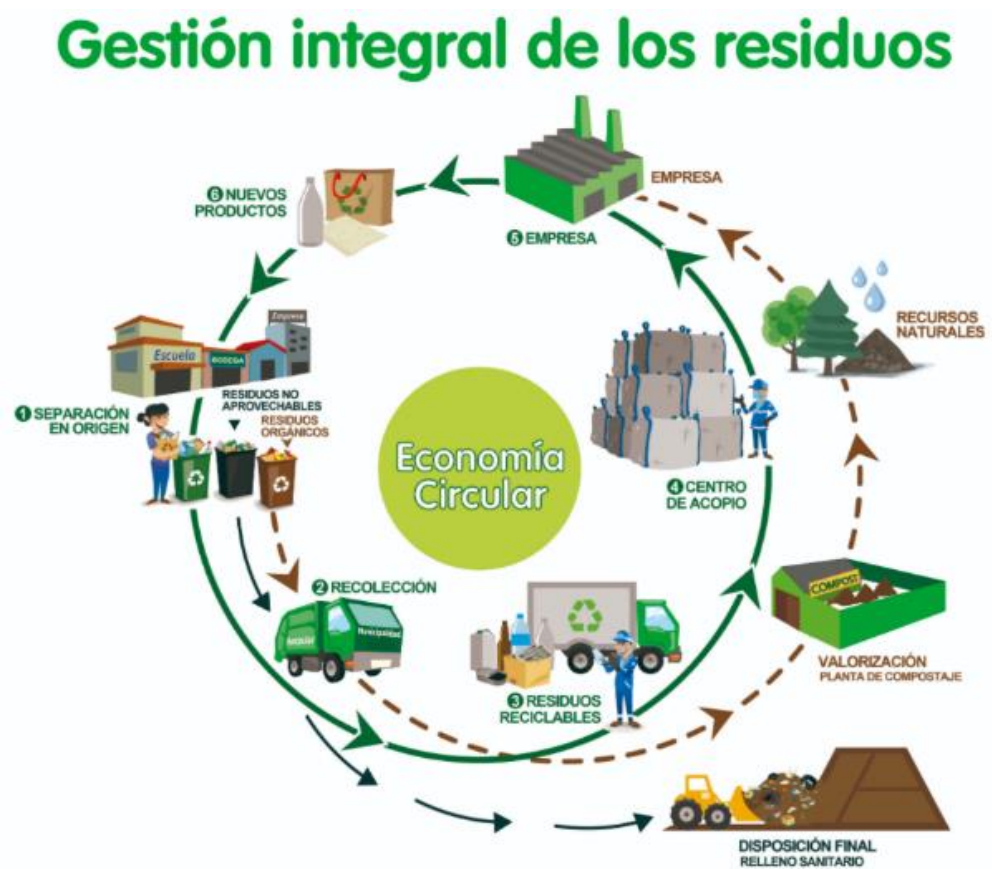 Gestión integral de los residuos
EMPRESA
6 NUEVOS
PRODUCTOS
5 EMPRESA
RECURSOS
NATURALES
Empresa
Escuela
BODEGA
RESIDUOS NO
APROVECHABLES
1 SEPARACIÓN
EN ORIGEN
RESIDUOS
ORGÁNICOS
Economía
Circular
4 CENTRO
DE ACOPIO
2 RECOLECCIÓN
Municipalidad
COMPOST
VALORIZACIÓN
PLANTA DE COMPOSTAJE
3 RESIDUOS
RECICLABLES
DISPOSICIÓN FINAL
RELLENO SANITARIO